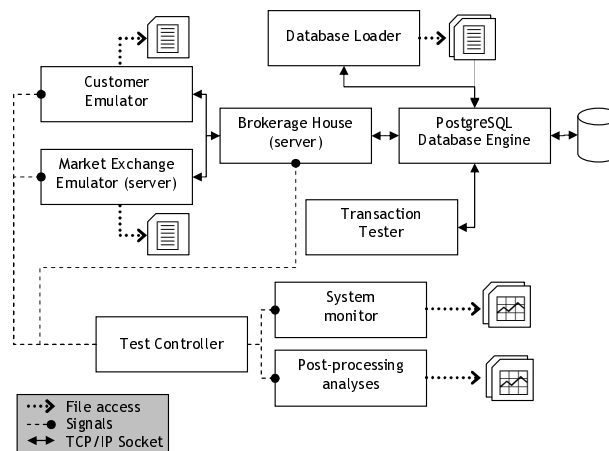 Database Loader
Customer
Emulator
Brokerage House
(server)
PostgreSQL
Database Engine
Market Exchange
Emulator (server)
Transaction
Tester
System
monitor
Test Controller
Post-processing
analyses
File access
Signals
TCP/IP Socket